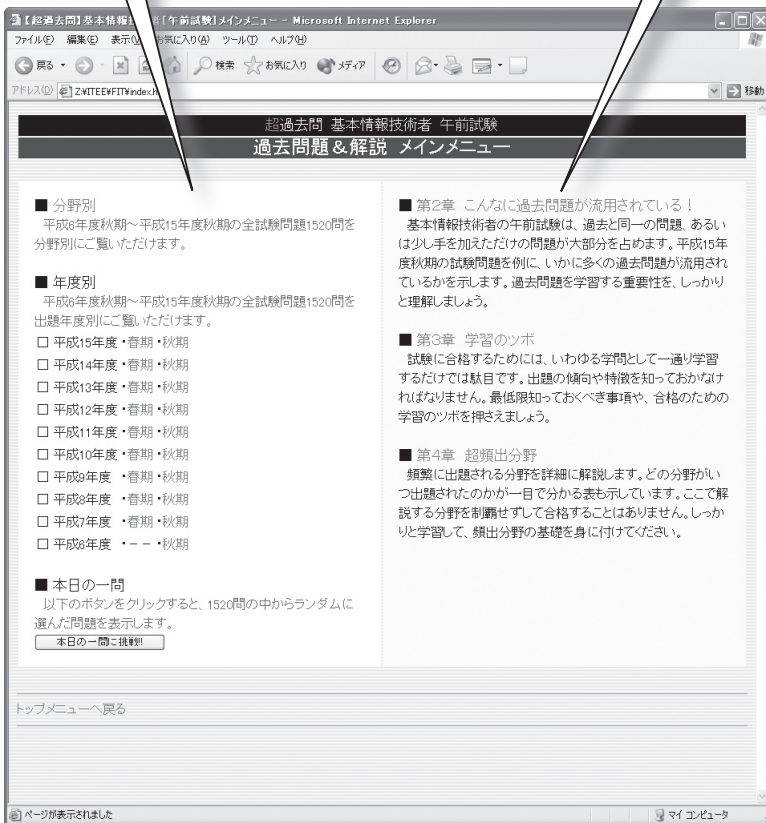 【超過去問】基本情報技術者[午前試験]メインメニュー - Microsoft Internet Explorer
ファイル(F) 編集(E) 表示(V) お気に入り(A) ツール(T) ヘルプ(H)
戻る 検索 お気に入り メディア
アドレス(D) Z:¥ITEE¥FIT¥index.h 移動
超過去問 基本情報技術者 午前試験
過去問題&解説 メインメニュー
■ 分野別
平成6年度秋期～平成15年度秋期の全試験問題1520問を
分野別にご覧いただけます。
■ 年度別
平成6年度秋期～平成15年度秋期の全試験問題1520問を
出題年度別にご覧いただけます。
□ 平成15年度 ・春期 ・秋期
□ 平成14年度 ・春期 ・秋期
□ 平成13年度 ・春期 ・秋期
□ 平成12年度 ・春期 ・秋期
□ 平成11年度 ・春期 ・秋期
□ 平成10年度 ・春期 ・秋期
□ 平成9年度 ・春期 ・秋期
□ 平成8年度 ・春期 ・秋期
□ 平成7年度 ・春期 ・秋期
□ 平成6年度 ・－－ ・秋期
■ 本日の一問
以下のボタンをクリックすると、1520問の中からランダムに
選んだ問題を表示します。
本日の一問に挑戦!!
■ 第2章 こんなに過去問題が流用されている！
基本情報技術者の午前試験は、過去と同一の問題、あるい
は少し手を加えただけの問題が大部分を占めます。平成15年
度秋期の試験問題を例に、いかに多くの過去問題が流用され
ているかを示します。過去問題を学習する重要性を、しっかり
と理解しましょう。
■ 第3章 学習のツボ
試験に合格するためには、いわゆる学問として一通り学習
するだけでは駄目です。出題の傾向や特徴を知っておかなけ
ればなりません。最低限知っておくべき事項や、合格のための
学習のツボを押さえましょう。
■ 第4章 超頻出分野
頻繁に出題される分野を詳細に解説します。どの分野がい
つ出題されたのかが一目で分かる表も示しています。ここで解
説する分野を制覇せずして合格することはありません。しっか
りと学習して、頻出分野の基礎を身に付けてください。
トップメニューへ戻る
ページが表示されました マイ コンピュータ